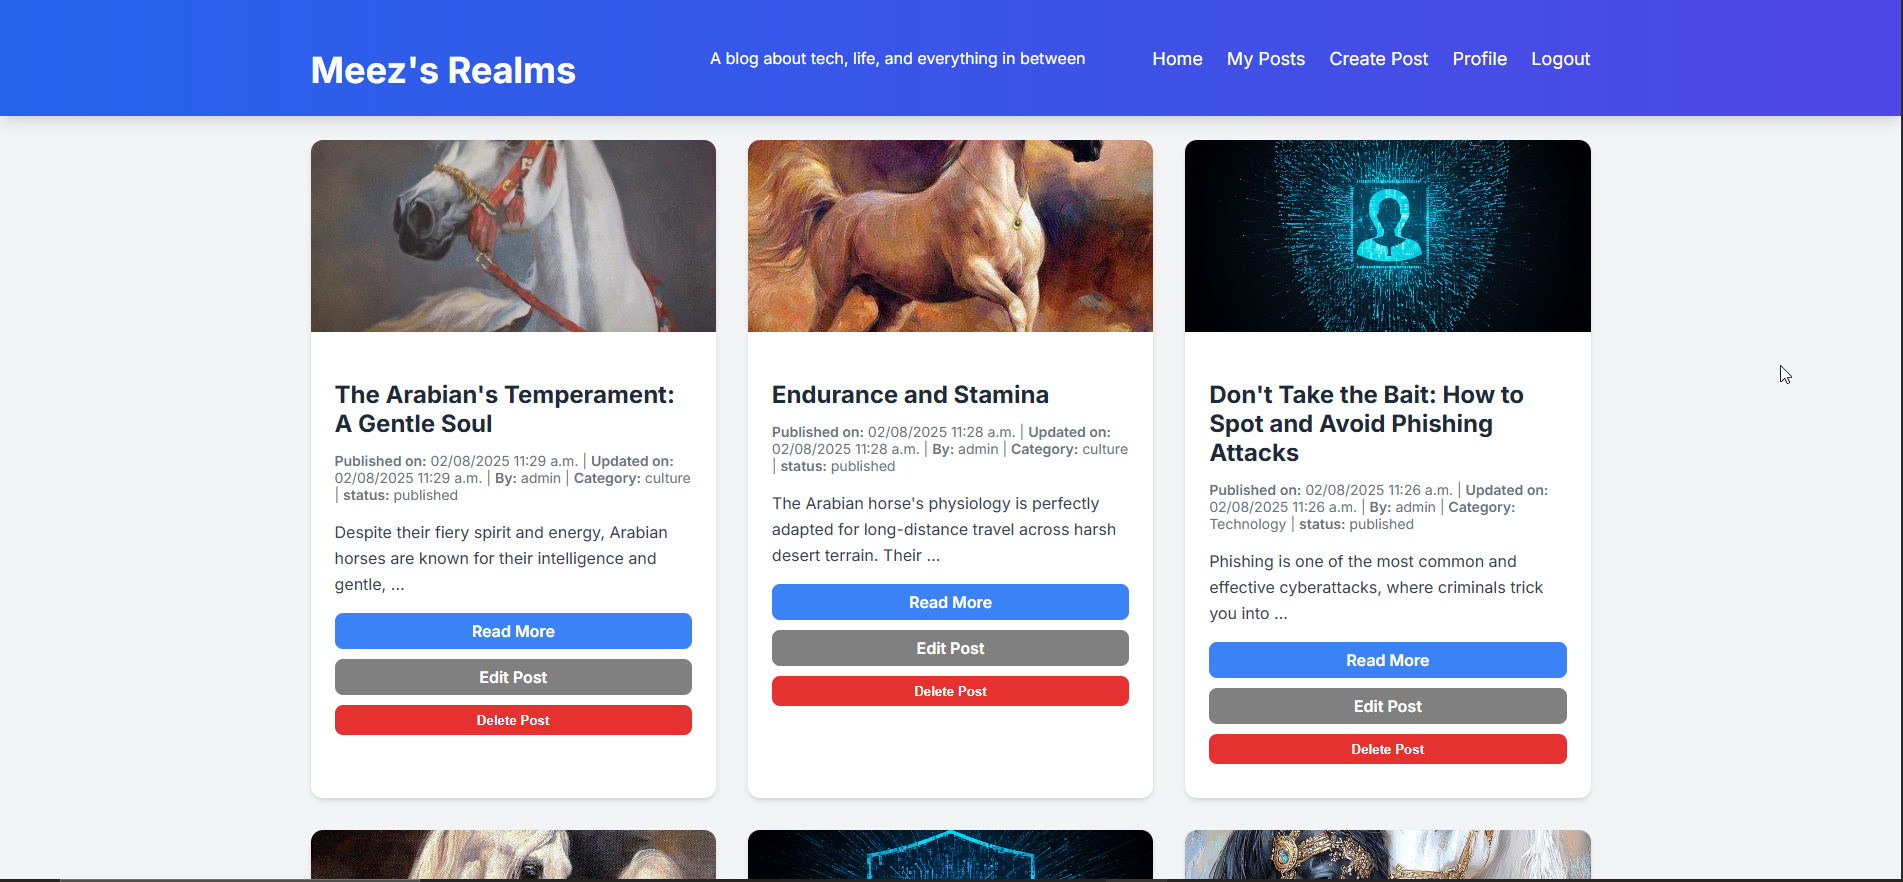 Meez's Realms
A blog about tech, life, and everything in between
Home My Posts Create Post Profile Logout
The Arabian's Temperament:
A Gentle Soul
Published on: 02/08/2025 11:29 a.m. | Updated on:
02/08/2025 11:29 a.m. | By: admin | Category: culture
| status: published
Despite their fiery spirit and energy, Arabian
horses are known for their intelligence and
gentle, ...
Read More
Edit Post
Delete Post
Endurance and Stamina
Published on: 02/08/2025 11:28 a.m. | Updated on:
02/08/2025 11:28 a.m. | By: admin | Category: culture
| status: published
The Arabian horse's physiology is perfectly
adapted for long-distance travel across harsh
desert terrain. Their ...
Read More
Edit Post
Delete Post
Don't Take the Bait: How to
Spot and Avoid Phishing
Attacks
Published on: 02/08/2025 11:26 a.m. | Updated on:
02/08/2025 11:26 a.m. | By: admin | Category:
Technology | status: published
Phishing is one of the most common and
effective cyberattacks, where criminals trick
you into ...
Read More
Edit Post
Delete Post